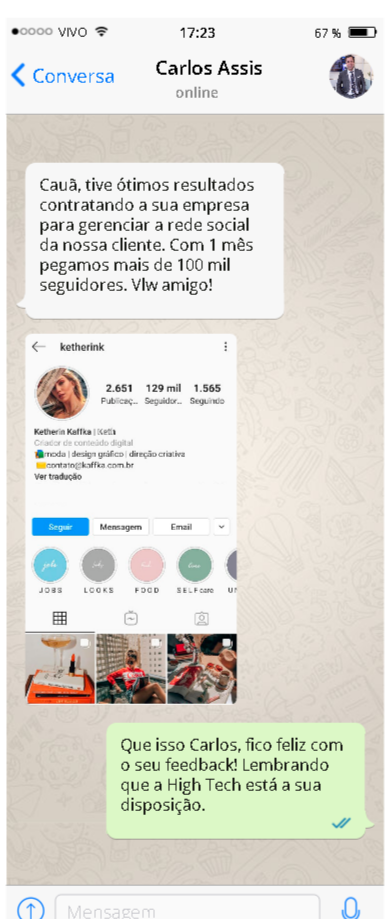 VIVO 17:23 67 %
Conversa Carlos Assis
online
Cauã, tive ótimos resultados
contratando a sua empresa
para gerenciar a rede social
da nossa cliente. Com 1 mês
pegamos mais de 100 mil
seguidores. Vlw amigo!
ketherink
2.651 129 mil 1.565
Publicaç... Seguidor... Seguindo
Ketherin Kaffka | Keth
Criador de conteúdo digital
moda | design gráfico | direção criativa
contato@kaffka.com.br
Ver tradução
Seguir Mensagem Email
jobs
JOBS LOOKS FOOD SELF care
Que isso Carlos, fico feliz com
o seu feedback! Lembrando
que a High Tech está a sua
disposição.
Mensagem